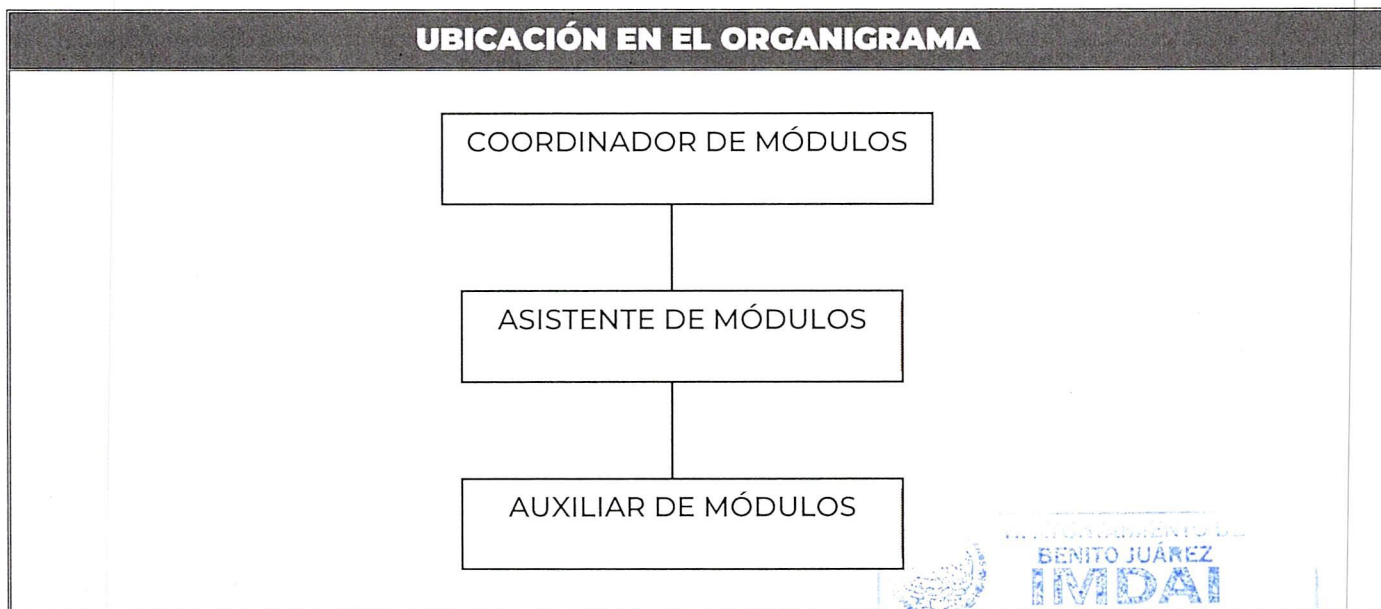 UBICACIÓN EN EL ORGANIGRAMA
COORDINADOR DE MÓDULOS
ASISTENTE DE MÓDULOS
AUXILIAR DE MÓDULOS
BENITO JUÁREZ
IMDAI